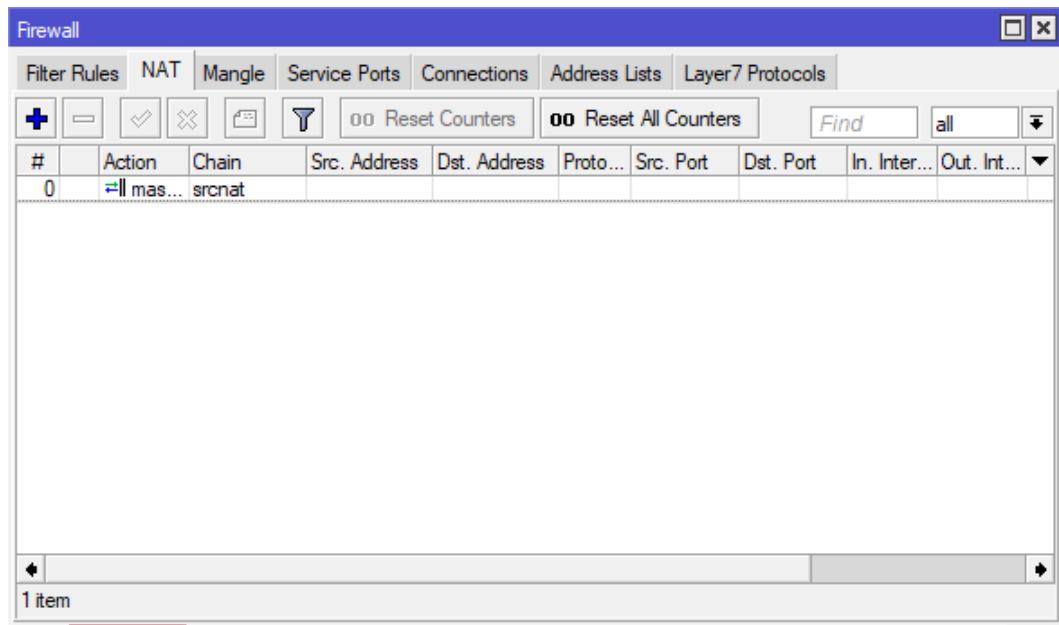 Firewall
Filter Rules NAT Mangle Service Ports Connections Address Lists Layer7 Protocols
00 Reset Counters 00 Reset All Counters Find all
# Action Chain Src. Address Dst. Address Proto... Src. Port Dst. Port In. Inter... Out. Int...
0 mas... srcnat
1 item